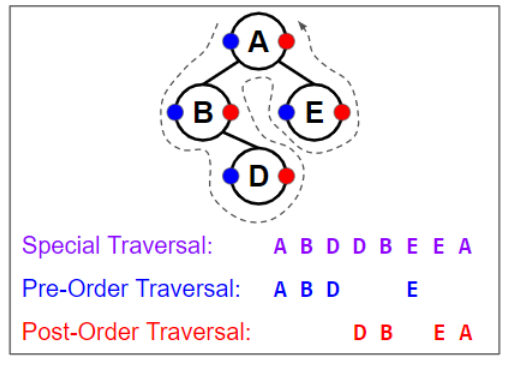 A
B E
D
Special Traversal: A B D D B E E A
Pre-Order Traversal: A B D E
Post-Order Traversal: D B E A